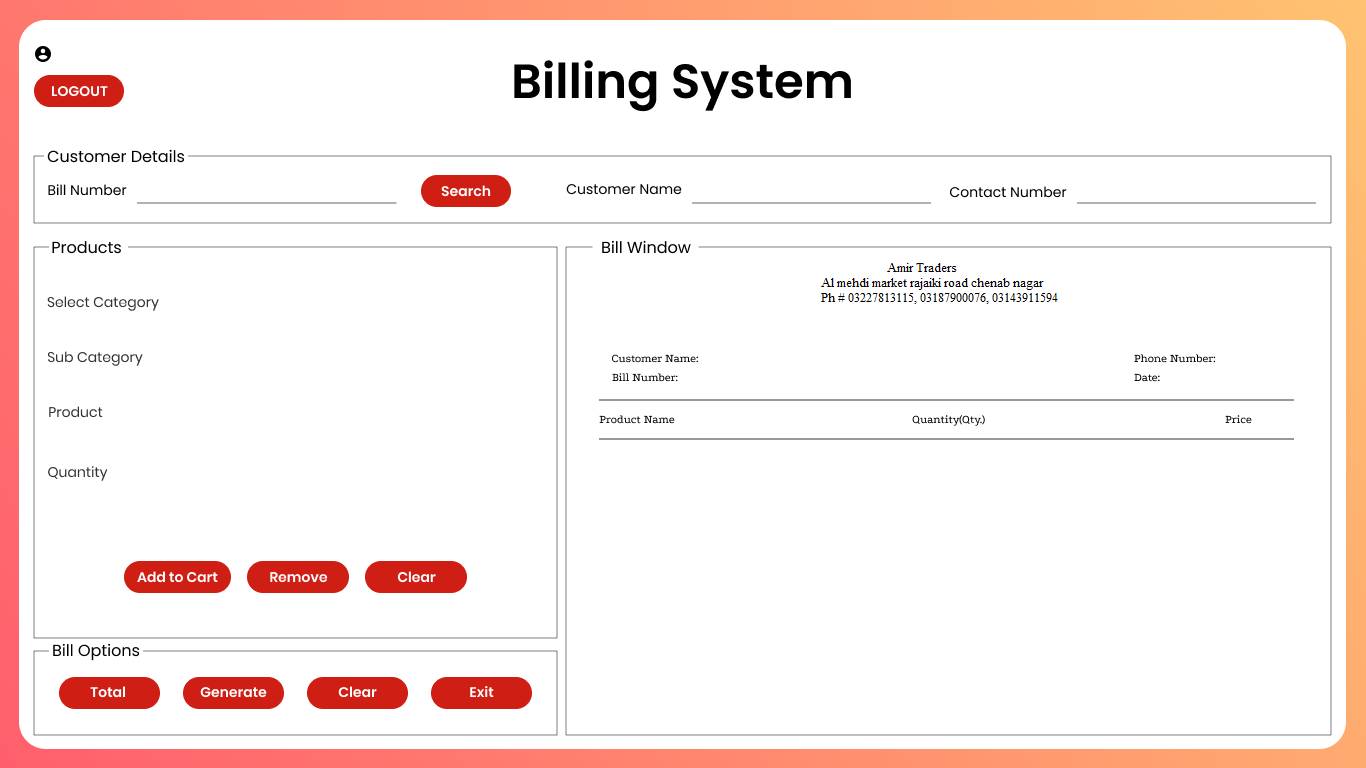 Billing System
LOGOUT
Customer Details
Bill Number
Search
Customer Name
Contact Number
Products
Select Category
Sub Category
Product
Quantity
Add to Cart Remove Clear
Bill Options
Total Generate Clear Exit
Bill Window
Amir Traders
Al mehdi market rajaiki road chenab nagar
Ph # 03227813115, 03187900076, 03143911594
Customer Name: Phone Number:
Bill Number: Date:
Product Name Quantity(Qty.) Price